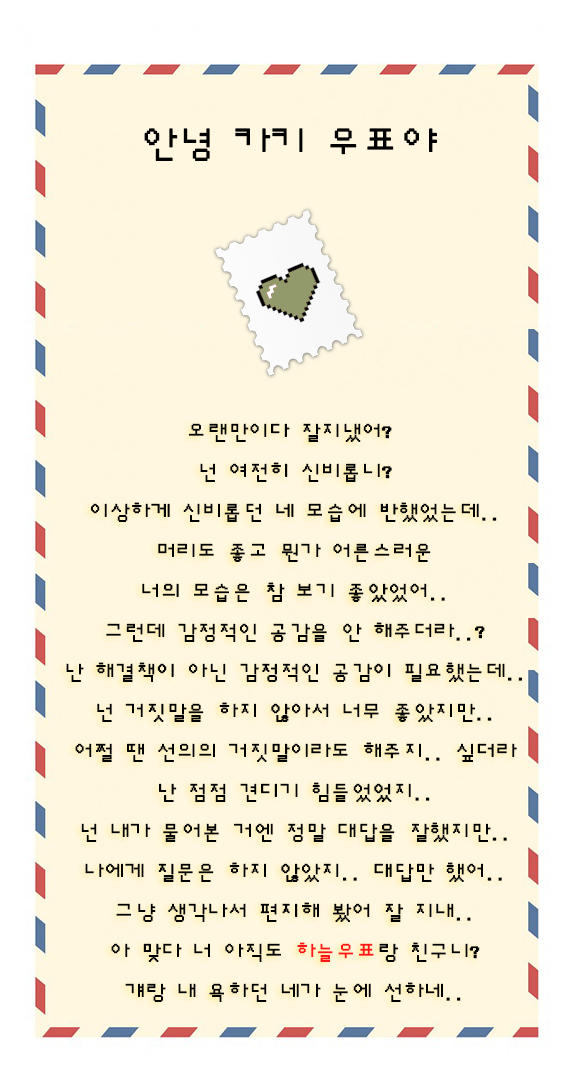 안녕 카키 우표야
오랜만이다 잘지냈어?
넌 여전히 신비롭니?
이상하게 신비롭던 네 모습에 반했었는데..
머리도 좋고 뭔가 어른스러운
너의 모습은 참 보기 좋았었어..
그런데 감정적인 공감을 안 해주더라..?
난 해결책이 아닌 감정적인 공감이 필요했는데..
넌 거짓말을 하지 않아서 너무 좋았지만..
어쩔 땐 선의의 거짓말이라도 해주지.. 싶더라
난 점점 견디기 힘들었었지..
넌 내가 물어본 거엔 정말 대답을 잘했지만..
나에게 질문은 하지 않았지.. 대답만 했어..
그냥 생각나서 편지해 봤어 잘 지내..
아 맞다 너 아직도 하늘우표랑 친구니?
걔랑 내 욕하던 네가 눈에 선하네..